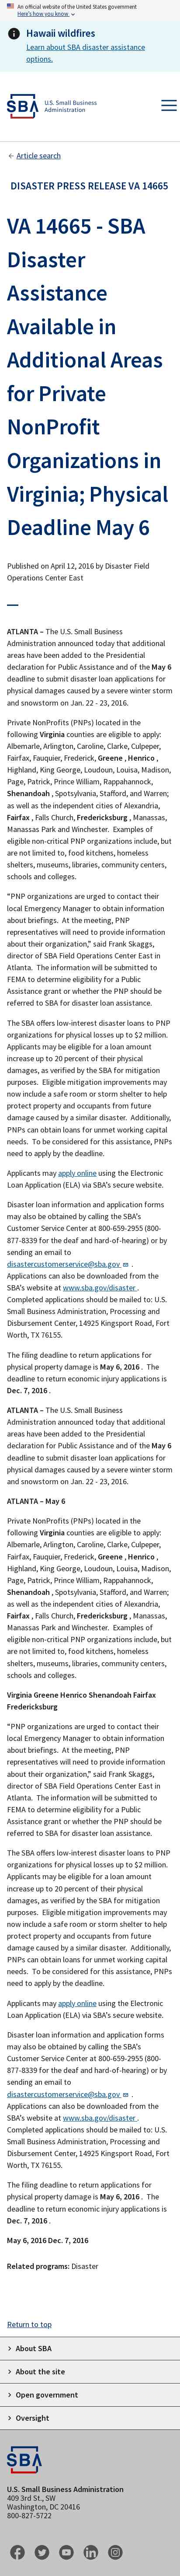 An official website of the United States government
Here's how you know
Hawaii wildfires
Learn about SBA disaster assistance
options.
SBA
U.S. Small Business
Administration
Article search
DISASTER PRESS RELEASE VA 14665
VA 14665 - SBA
Disaster
Assistance
Available in
Additional Areas
for Private
NonProfit
Organizations in
Virginia; Physical
Deadline May 6
Published on April 12, 2016 by Disaster Field
Operations Center East
ATLANTA – The U.S. Small Business
Administration announced today that additional
areas have been added to the Presidential
declaration for Public Assistance and of the May 6
deadline to submit disaster loan applications for
physical damages caused by a severe winter storm
and snowstorm on Jan. 22 - 23, 2016.
Private NonProfits (PNPs) located in the
following Virginia counties are eligible to apply:
Albemarle, Arlington, Caroline, Clarke, Culpeper,
Fairfax, Fauquier, Frederick, Greene , Henrico ,
Highland, King George, Loudoun, Louisa, Madison,
Page, Patrick, Prince William, Rappahannock,
Shenandoah , Spotsylvania, Stafford, and Warren;
as well as the independent cities of Alexandria,
Fairfax , Falls Church, Fredericksburg , Manassas,
Manassas Park and Winchester.  Examples of
eligible non-critical PNP organizations include, but
are not limited to, food kitchens, homeless
shelters, museums, libraries, community centers,
schools and colleges.
“PNP organizations are urged to contact their
local Emergency Manager to obtain information
about briefings.  At the meeting, PNP
representatives will need to provide information
about their organization,” said Frank Skaggs,
director of SBA Field Operations Center East in
Atlanta.  The information will be submitted to
FEMA to determine eligibility for a Public
Assistance grant or whether the PNP should be
referred to SBA for disaster loan assistance.
The SBA offers low-interest disaster loans to PNP
organizations for physical losses up to $2 million.
Applicants may be eligible for a loan amount
increase up to 20 percent of their physical
damages, as verified by the SBA for mitigation
purposes.  Eligible mitigation improvements may
now include a safe room or storm shelter to help
protect property and occupants from future
damage caused by a similar disaster.  Additionally,
PNPs can obtain loans for unmet working capital
needs.  To be considered for this assistance, PNPs
need to apply by the deadline.
Applicants may apply online using the Electronic
Loan Application (ELA) via SBA’s secure website.
Disaster loan information and application forms
may also be obtained by calling the SBA’s
Customer Service Center at 800-659-2955 (800-
877-8339 for the deaf and hard-of-hearing) or by
sending an email to
disastercustomerservice@sba.gov .
Applications can also be downloaded from the
SBA’s website at www.sba.gov/disaster .
Completed applications should be mailed to: U.S.
Small Business Administration, Processing and
Disbursement Center, 14925 Kingsport Road, Fort
Worth, TX 76155.
The filing deadline to return applications for
physical property damage is May 6, 2016 .  The
deadline to return economic injury applications is
Dec. 7, 2016 .
ATLANTA – The U.S. Small Business
Administration announced today that additional
areas have been added to the Presidential
declaration for Public Assistance and of the May 6
deadline to submit disaster loan applications for
physical damages caused by a severe winter storm
and snowstorm on Jan. 22 - 23, 2016.
ATLANTA – May 6
Private NonProfits (PNPs) located in the
following Virginia counties are eligible to apply:
Albemarle, Arlington, Caroline, Clarke, Culpeper,
Fairfax, Fauquier, Frederick, Greene , Henrico ,
Highland, King George, Loudoun, Louisa, Madison,
Page, Patrick, Prince William, Rappahannock,
Shenandoah , Spotsylvania, Stafford, and Warren;
as well as the independent cities of Alexandria,
Fairfax , Falls Church, Fredericksburg , Manassas,
Manassas Park and Winchester.  Examples of
eligible non-critical PNP organizations include, but
are not limited to, food kitchens, homeless
shelters, museums, libraries, community centers,
schools and colleges.
Virginia Greene Henrico Shenandoah Fairfax
Fredericksburg
“PNP organizations are urged to contact their
local Emergency Manager to obtain information
about briefings.  At the meeting, PNP
representatives will need to provide information
about their organization,” said Frank Skaggs,
director of SBA Field Operations Center East in
Atlanta.  The information will be submitted to
FEMA to determine eligibility for a Public
Assistance grant or whether the PNP should be
referred to SBA for disaster loan assistance.
The SBA offers low-interest disaster loans to PNP
organizations for physical losses up to $2 million.
Applicants may be eligible for a loan amount
increase up to 20 percent of their physical
damages, as verified by the SBA for mitigation
purposes.  Eligible mitigation improvements may
now include a safe room or storm shelter to help
protect property and occupants from future
damage caused by a similar disaster.  Additionally,
PNPs can obtain loans for unmet working capital
needs.  To be considered for this assistance, PNPs
need to apply by the deadline.
Applicants may apply online using the Electronic
Loan Application (ELA) via SBA’s secure website.
Disaster loan information and application forms
may also be obtained by calling the SBA’s
Customer Service Center at 800-659-2955 (800-
877-8339 for the deaf and hard-of-hearing) or by
sending an email to
disastercustomerservice@sba.gov .
Applications can also be downloaded from the
SBA’s website at www.sba.gov/disaster .
Completed applications should be mailed to: U.S.
Small Business Administration, Processing and
Disbursement Center, 14925 Kingsport Road, Fort
Worth, TX 76155.
The filing deadline to return applications for
physical property damage is May 6, 2016 .  The
deadline to return economic injury applications is
Dec. 7, 2016 .
May 6, 2016 Dec. 7, 2016
Related programs: Disaster
Return to top
About SBA
About the site
Open government
Oversight
SBA
U.S. Small Business Administration
409 3rd St., SW
Washington, DC 20416
800-827-5722